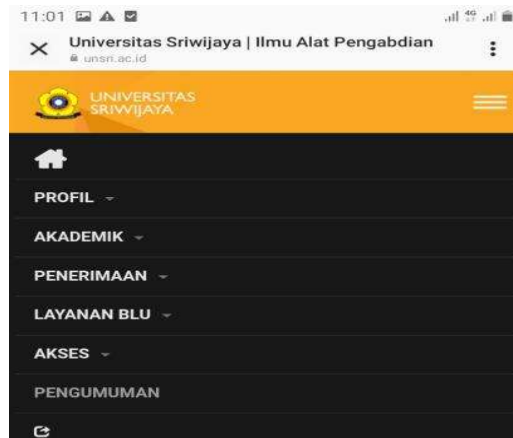 11:01
4G
Universitas Sriwijaya | Ilmu Alat Pengabdian
unsri.ac.id
UNIVERSITAS
SRIWIJAYA
PROFIL
AKADEMIK
PENERIMAAN
LAYANAN BLU
AKSES
PENGUMUMAN